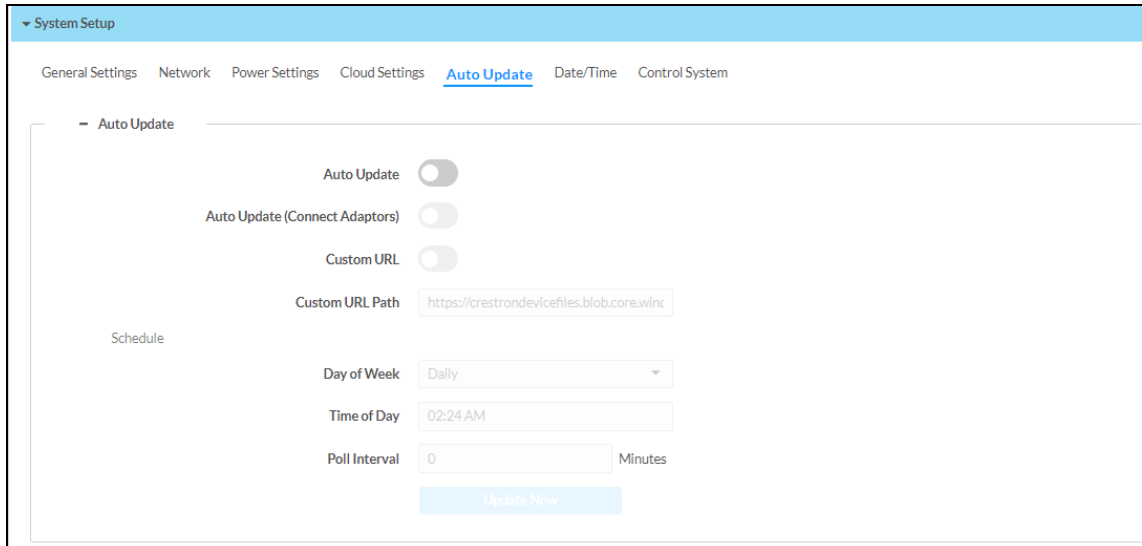 System Setup
General Settings Network Power Settings Cloud Settings Auto Update Date/Time Control System
Auto Update
Auto Update
Auto Update (Connect Adaptors)
Custom URL
Custom URL Path https://crestrondevicefiles.blob.core.winc
Schedule
Day of Week Daily
Time of Day 02:24 AM
Poll Interval 0 Minutes
Update Now